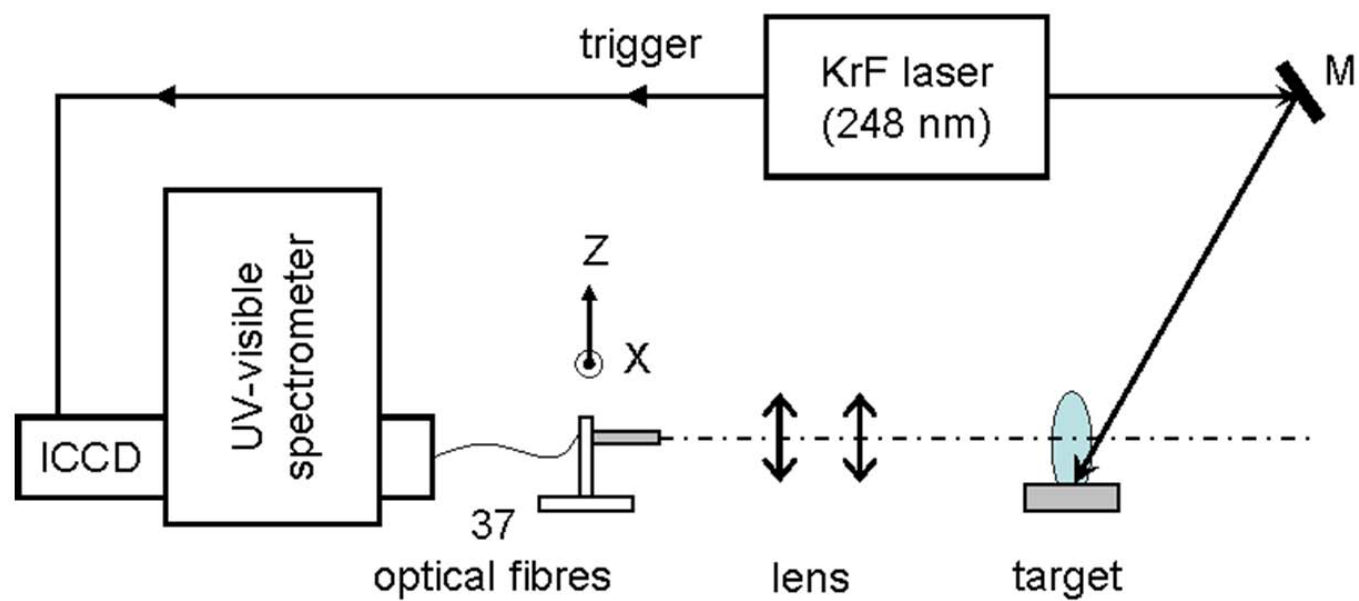 trigger
KrF laser
(248 nm)
M
UV-visible
spectrometer
Z
X
ICCD
37
optical fibres
lens
target